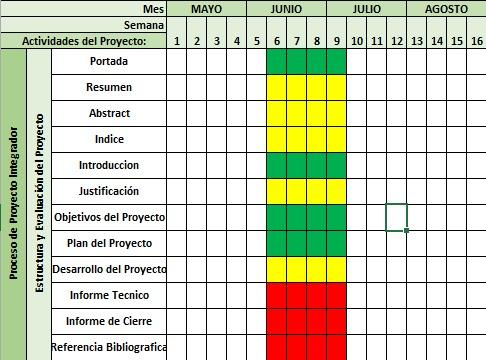 Mes MAYO JUNIO JULIO AGOSTO
Semana
Actividades del Proyecto: 1 2 3 4 5 6 7 8 9 10 11 12 13 14 15 16
Proceso de Proyecto Integrador
Estructura y Evaluación del Proyecto
Portada
Resumen
Abstract
Indice
Introduccion
Justificación
Objetivos del Proyecto
Plan del Proyecto
Desarrollo del Proyecto
Informe Tecnico
Informe de Cierre
Referencia Bibliografica